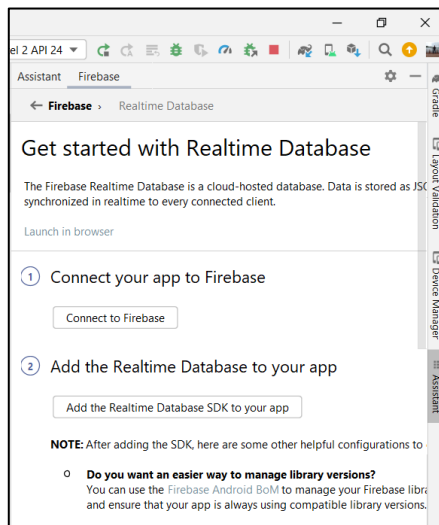 el 2 API 24
Assistant Firebase
← Firebase › Realtime Database
Get started with Realtime Database
The Firebase Realtime Database is a cloud-hosted database. Data is stored as JSO
synchronized in realtime to every connected client.
Launch in browser
1 Connect your app to Firebase
Connect to Firebase
2 Add the Realtime Database to your app
Add the Realtime Database SDK to your app
NOTE: After adding the SDK, here are some other helpful configurations to
o Do you want an easier way to manage library versions?
You can use the Firebase Android BoM to manage your Firebase libra
and ensure that your app is always using compatible library versions.
Gradle
Layout Validation
Device Manager
Assistant